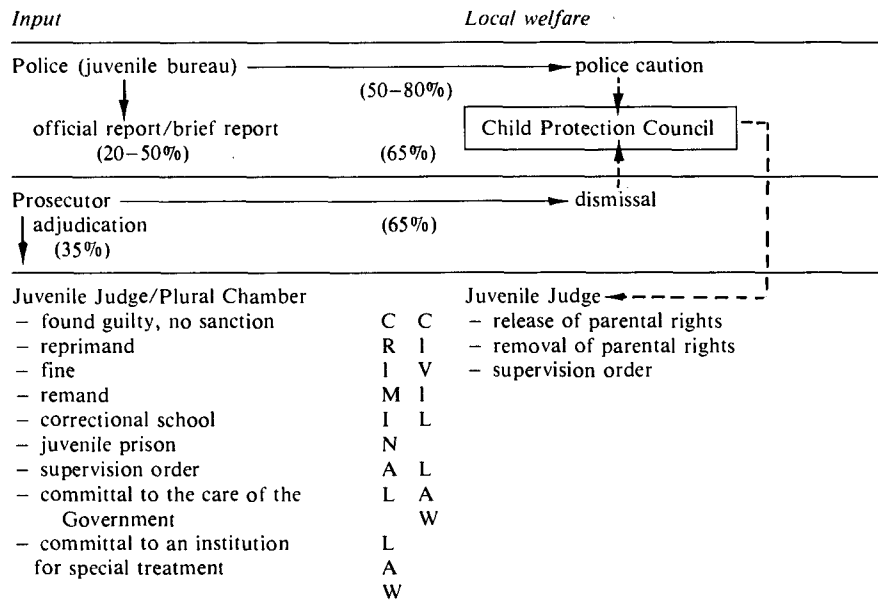 Input Local welfare
Police (juvenile bureau) police caution
(50–80%)
official report/brief report Child Protection Council
(20–50%) (65%)
Prosecutor dismissal
adjudication (65%)
(35%)
Juvenile Judge/Plural Chamber Juvenile Judge
– found guilty, no sanction C C – release of parental rights
– reprimand R I – removal of parental rights
– fine I V – supervision order
– remand M I
– correctional school I L
– juvenile prison N
– supervision order A L
– committal to the care of the L A
Government W
– committal to an institution L
for special treatment A
W